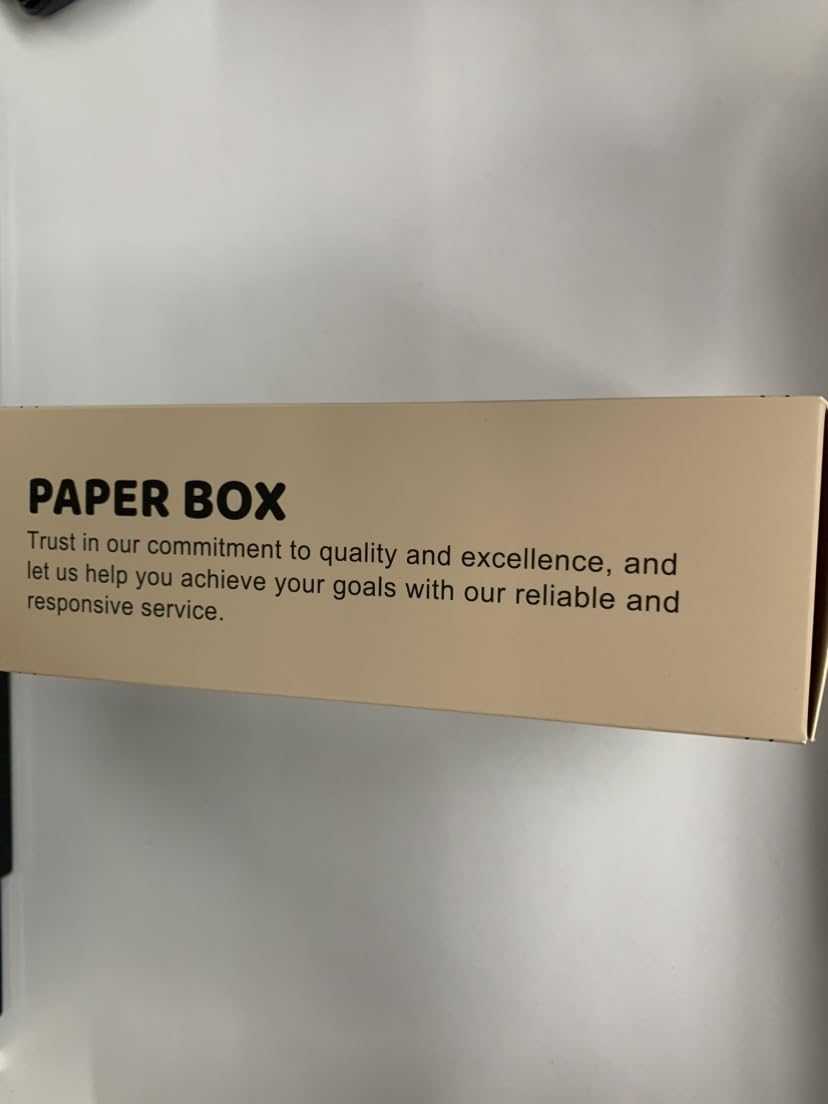 PAPER BOX
Trust in our commitment to quality and excellence, and
let us help you achieve your goals with our reliable and
responsive service.